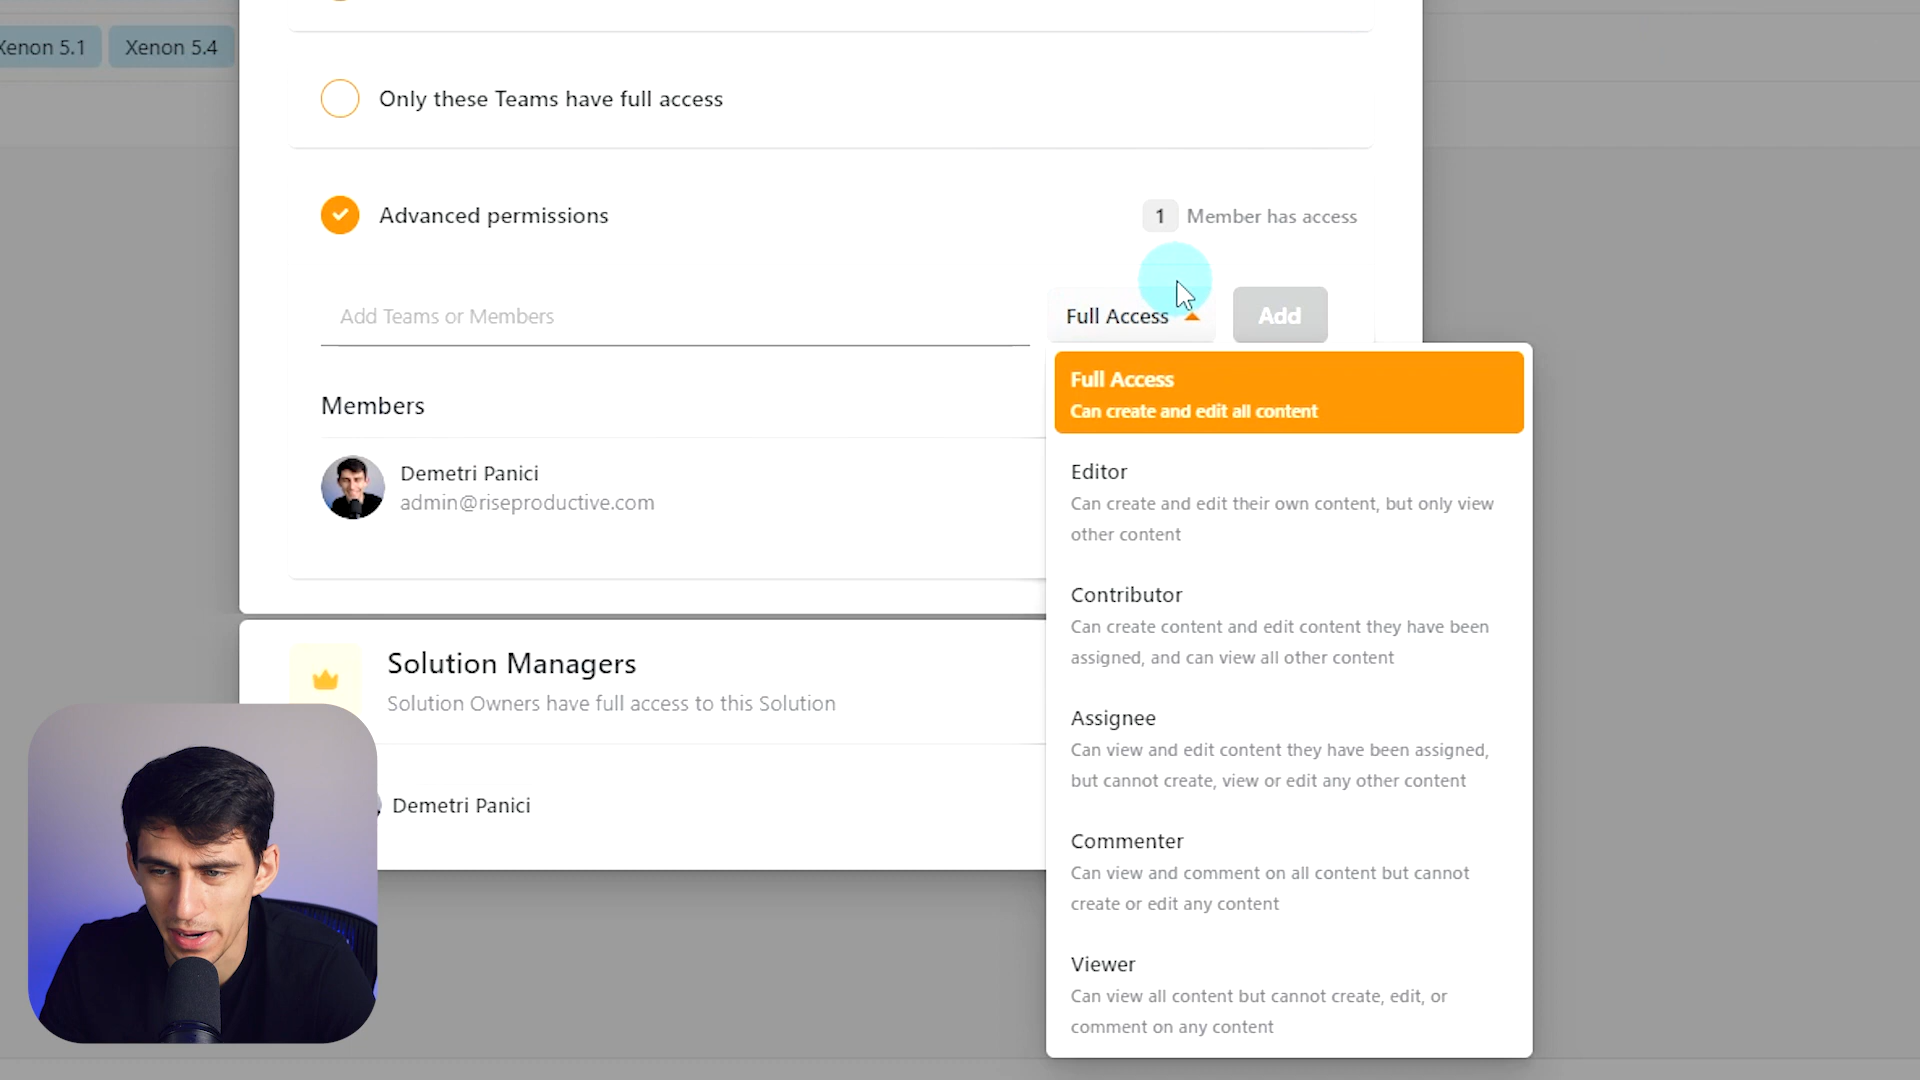 Xenon 5.1
Xenon 5.4
Only these Teams have full access
Advanced permissions
1 Member has access
Add Teams or Members
Full Access
Add
Full Access
Can create and edit all content
Editor
Can create and edit their own content, but only view
other content
Contributor
Can create content and edit content they have been
assigned, and can view all other content
Assignee
Can view and edit content they have been assigned,
but cannot create, view or edit any other content
Commenter
Can view and comment on all content but cannot
create or edit any content
Viewer
Can view all content but cannot create, edit, or
comment on any content
Members
Demetri Panici
admin@riseproductive.com
Solution Managers
Solution Owners have full access to this Solution
Demetri Panici